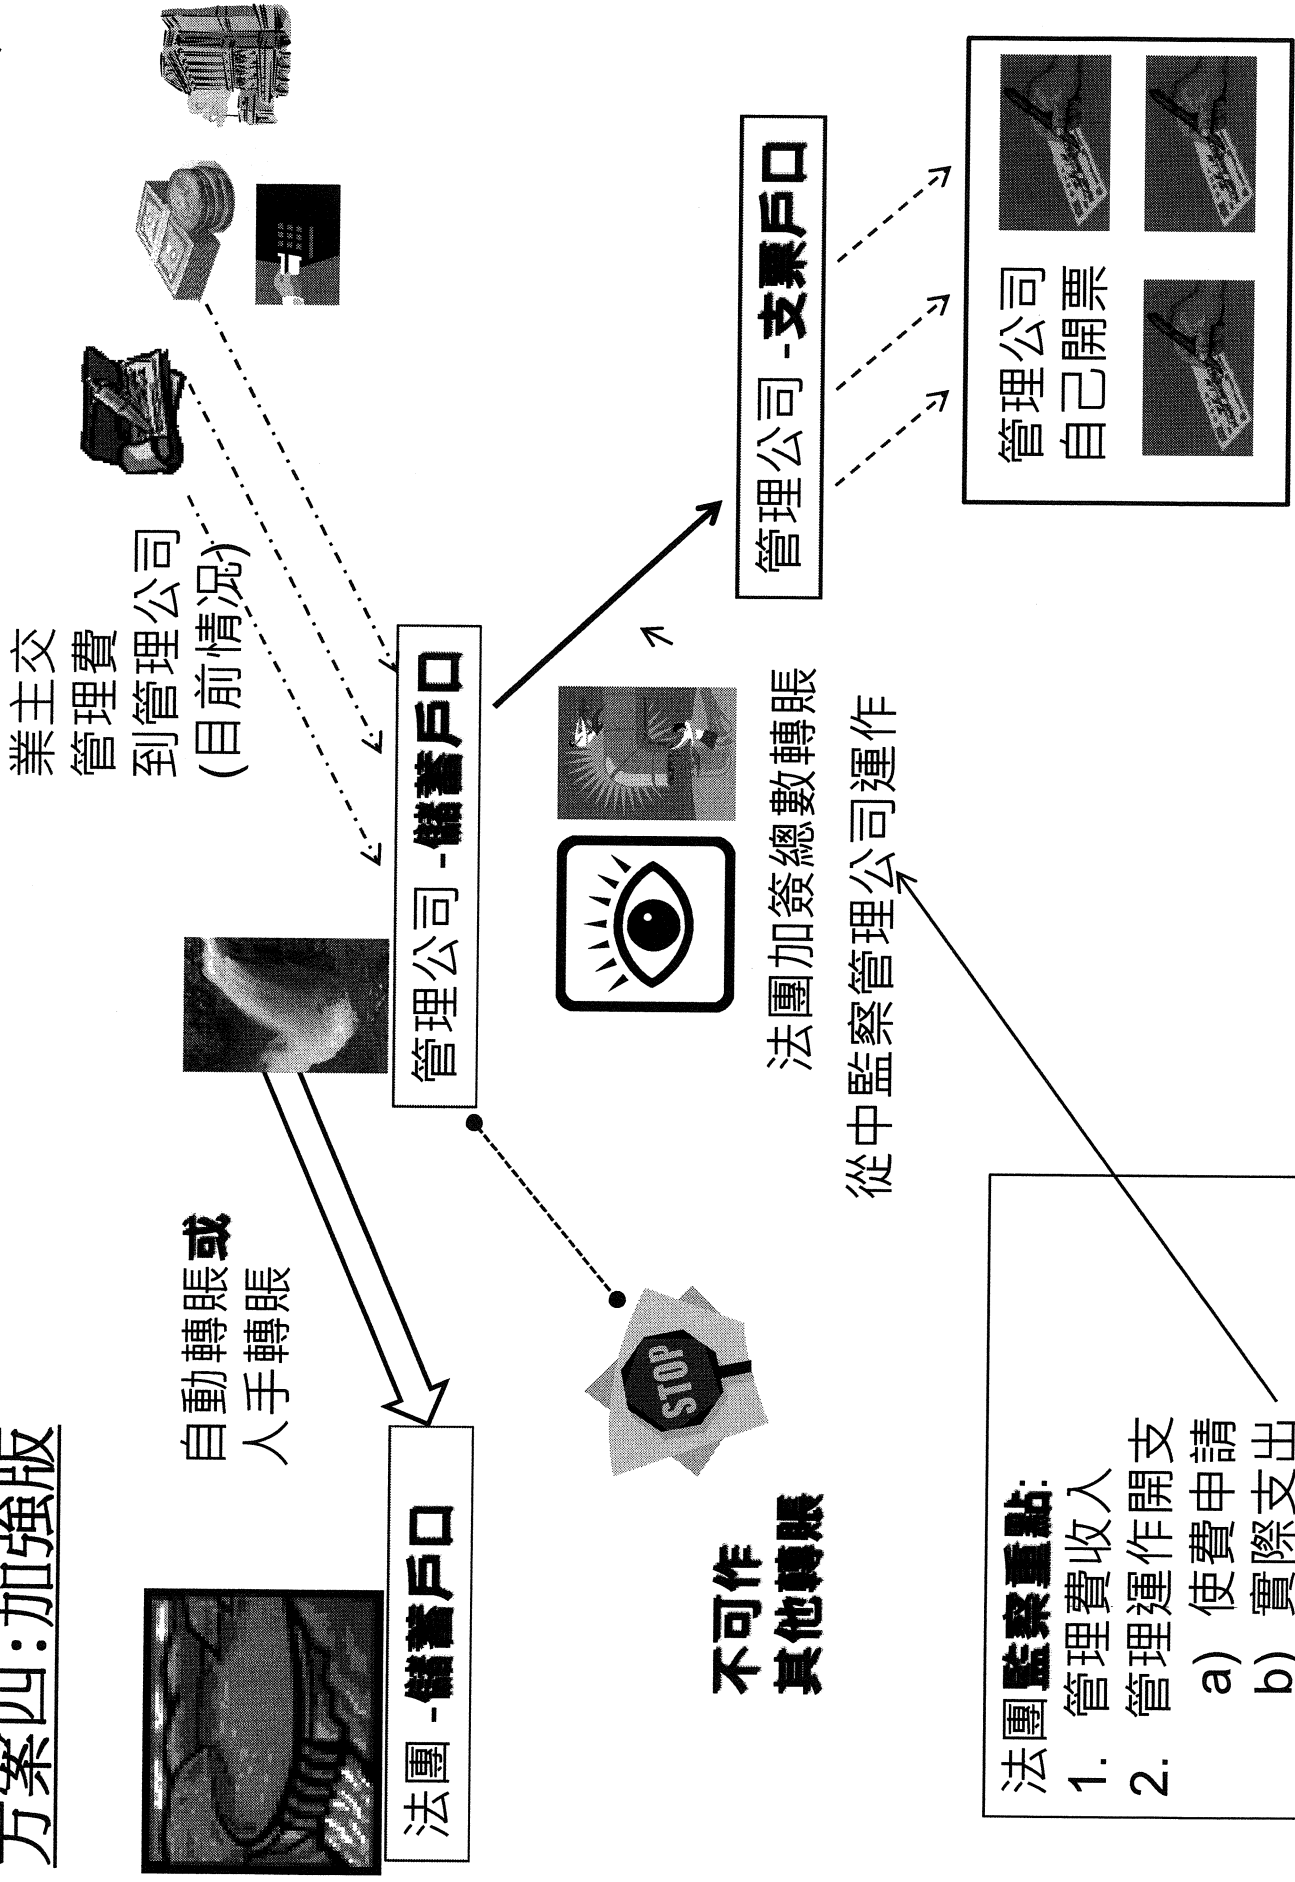 方案四:加強版
業主交
管理費
到管理公司
(目前情況)
自動轉賬或
人手轉賬
法團 -儲蓄戶口
管理公司 -儲蓄戶口
STOP
不可作
其他轉賬
法團加簽總數轉賬
從中監察管理公司運作
管理公司 -支票戶口
管理公司
自己開票
法團監察重點:
1. 管理費收入
2. 管理運作開支
a) 使費申請
b) 實際支出